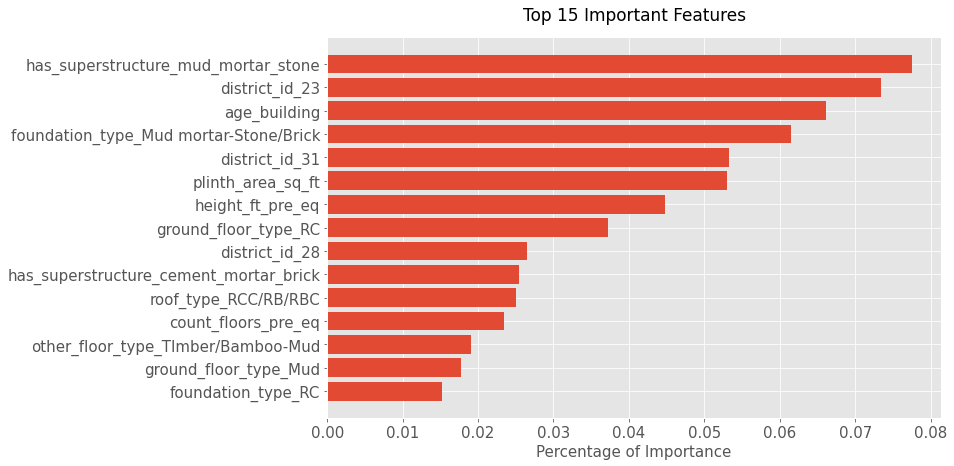 Top 15 Important Features
has_superstructure_mud_mortar_stone
district_id_23
age_building
foundation_type_Mud mortar-Stone/Brick
district_id_31
plinth_area_sq_ft
height_ft_pre_eq
ground_floor_type_RC
district_id_28
has_superstructure_cement_mortar_brick
roof_type_RCC/RB/RBC
count_floors_pre_eq
other_floor_type_TImber/Bamboo-Mud
ground_floor_type_Mud
foundation_type_RC
0.00 0.01 0.02 0.03 0.04 0.05 0.06 0.07 0.08
Percentage of Importance